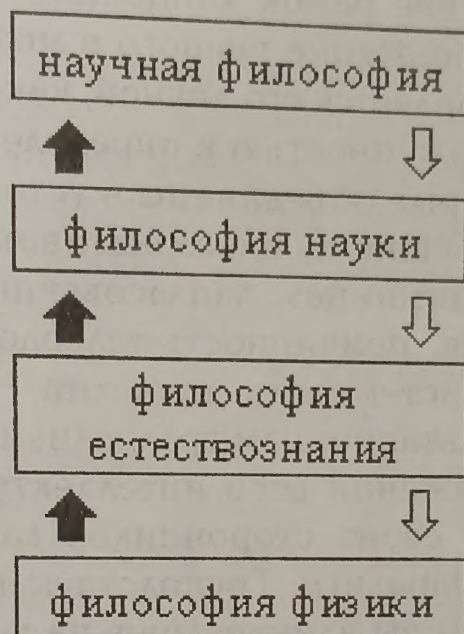 научная философия
философия науки
философия
естествознания
философия физики